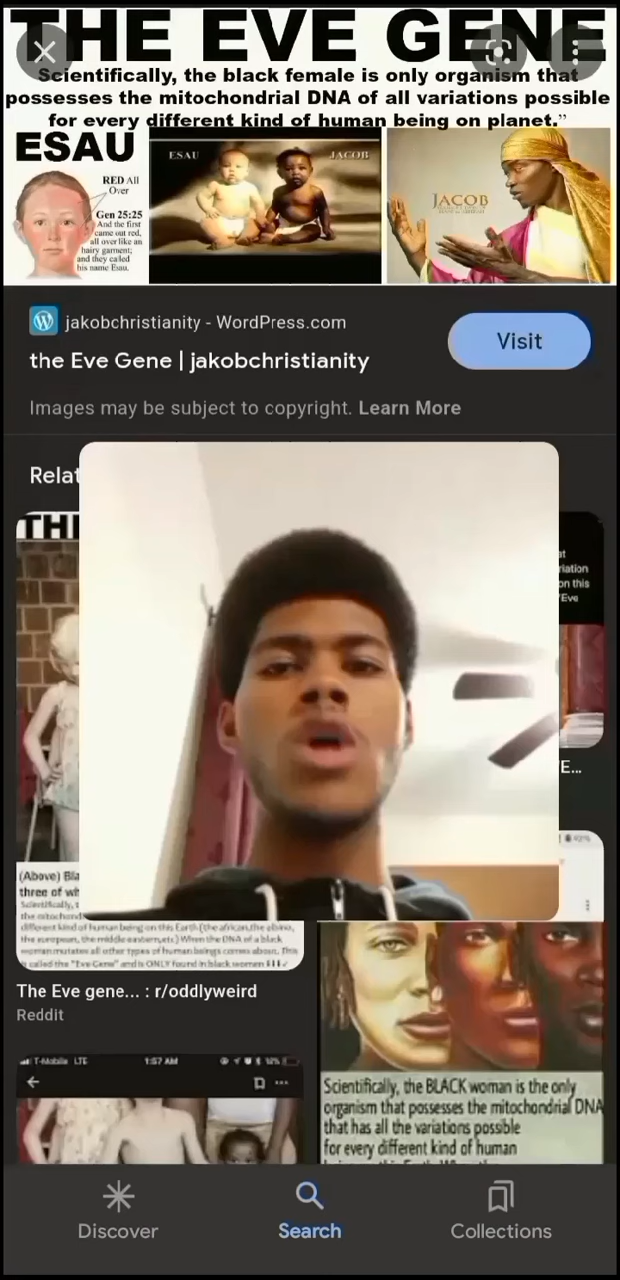 THE EVE GENE
Scientifically, the black female is only organism that
possesses the mitochondrial DNA of all variations possible
for every different kind of human being on planet.”
ESAU
RED All
Over
Gen 25:25
And the first
came out red,
all over like an
hairy garment;
and they called
his name Esau.
ESAU
JACOB
JACOB
jakobchristianity - WordPress.com
the Eve Gene | jakobchristianity
Visit
Images may be subject to copyright. Learn More
Relat
THE
at
riation
on this
'Eve
E...
(Above) Bla
three of wh
Scientifically, t
the mitochond
different kind of human being on this Earth (the african, the albino,
the european, the middle eastern, etc.) When the DNA of a black
woman mutates all other types of human beings comes about. This
is called the "Eve Gene" and is ONLY found in black women
The Eve gene... : r/oddlyweird
Reddit
T-Mobile LTE
1:57 AM
Scientifically, the BLACK woman is the only
organism that possesses the mitochondrial DNA
that has all the variations possible
for every different kind of human
Discover
Search
Collections